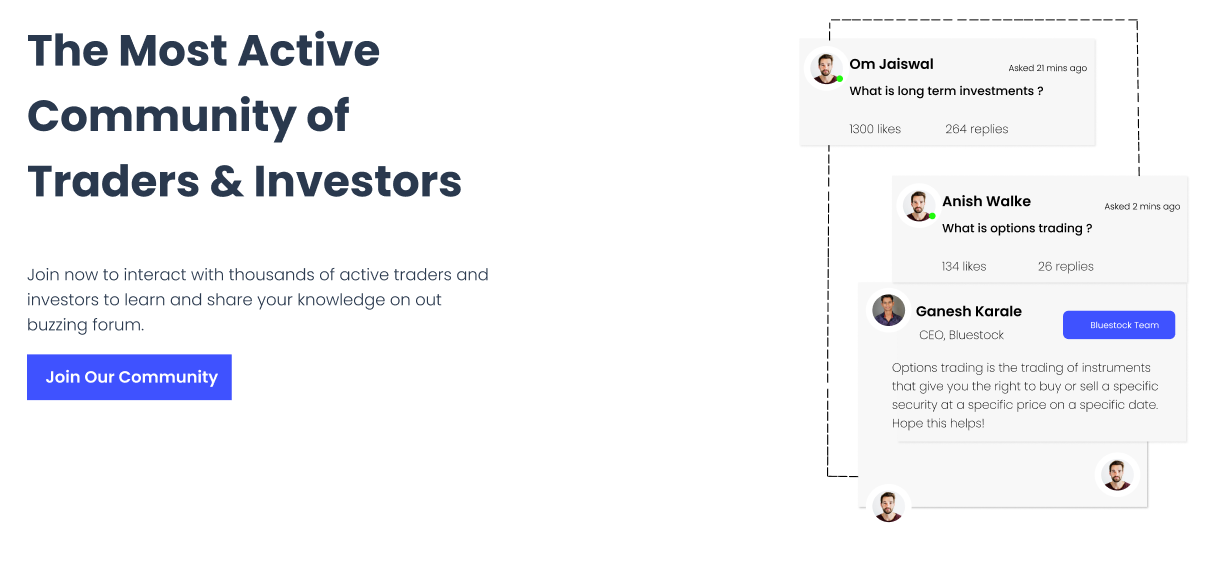 The Most Active
Community of
Traders & Investors
Join now to interact with thousands of active traders and
investors to learn and share your knowledge on out
buzzing forum.
Join Our Community
Om Jaiswal
Asked 21 mins ago
What is long term investments ?
1300 likes
264 replies
Anish Walke
Asked 2 mins ago
What is options trading ?
134 likes
26 replies
Ganesh Karale
CEO, Bluestock
Bluestock Team
Options trading is the trading of instruments
that give you the right to buy or sell a specific
security at a specific price on a specific date.
Hope this helps!